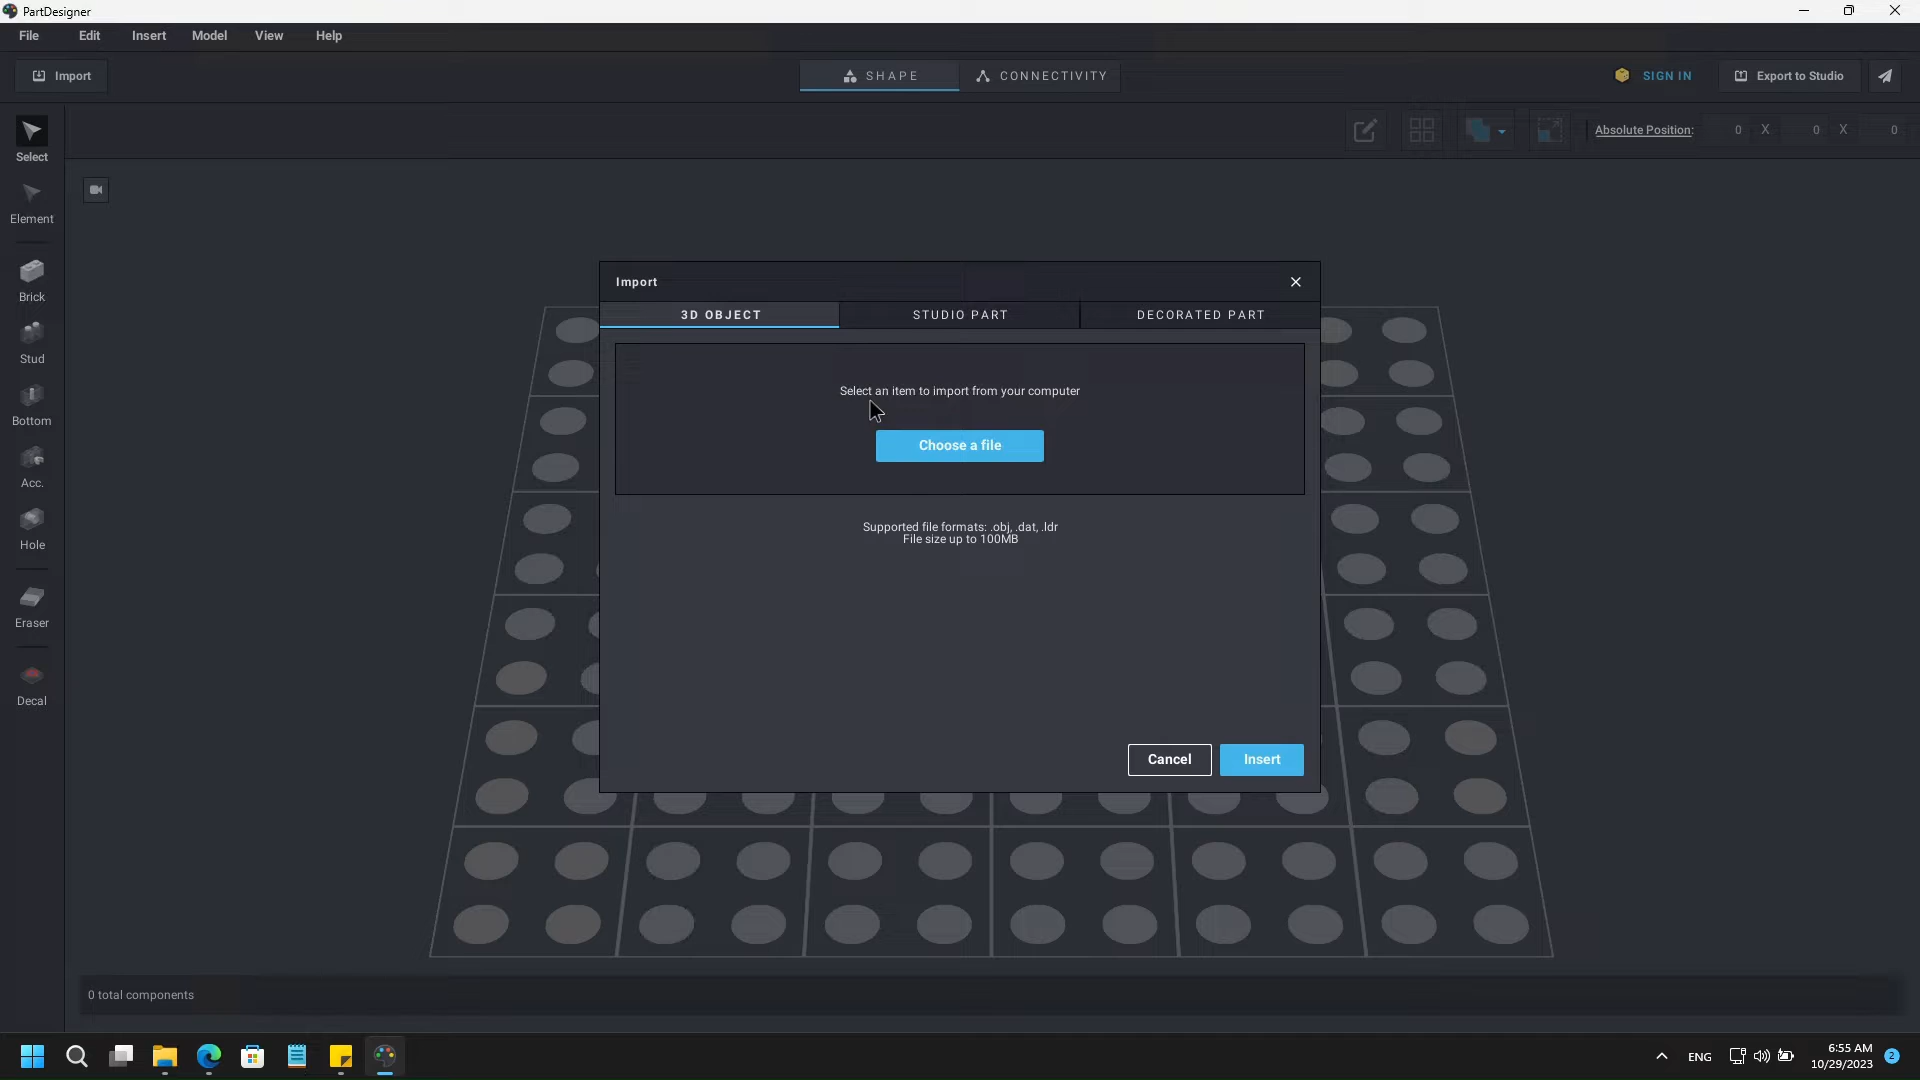 PartDesigner
File Edit Insert Model View Help
Import
SHAPE
CONNECTIVITY
SIGN IN
Export to Studio
Absolute Position: 0 X 0 X 0
Select
Element
Brick
Stud
Bottom
Acc.
Hole
Eraser
Decal
Import
3D OBJECT
STUDIO PART
DECORATED PART
Select an item to import from your computer
Choose a file
Supported file formats: .obj, .dat, .ldr
File size up to 100MB
Cancel
Insert
0 total components
ENG
6:55 AM
10/29/2023
2